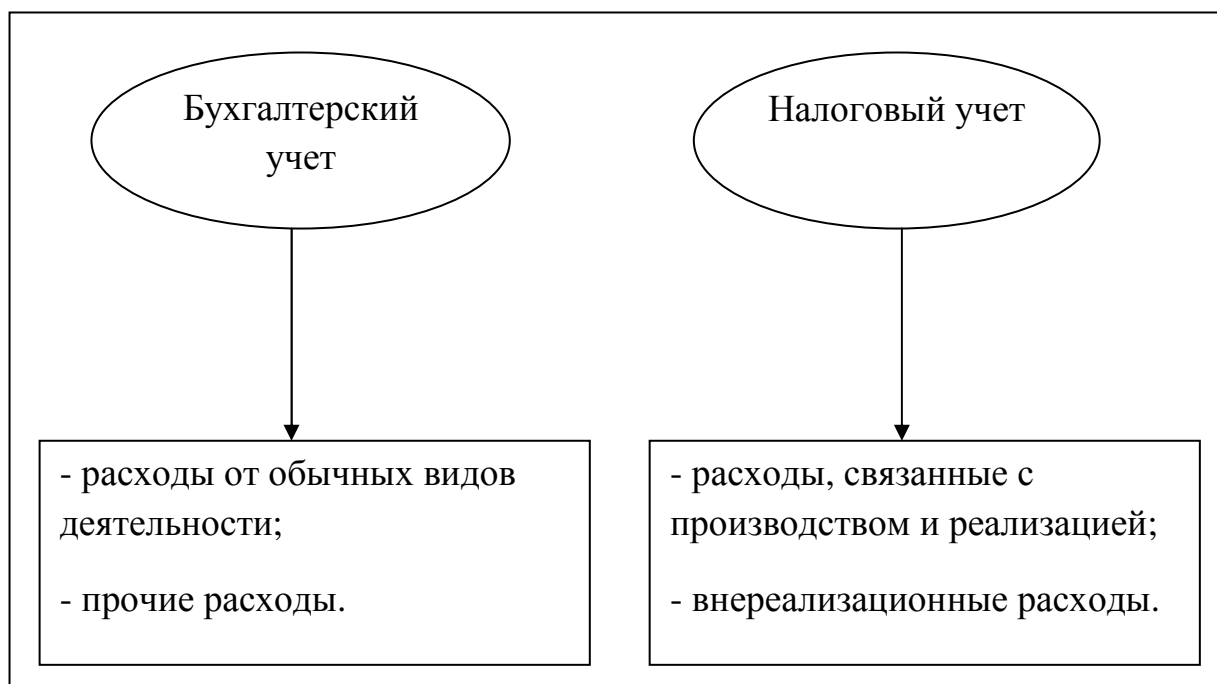 Бухгалтерский
учет
Налоговый учет
- расходы от обычных видов
деятельности;
- прочие расходы.
- расходы, связанные с
производством и реализацией;
- внереализационные расходы.